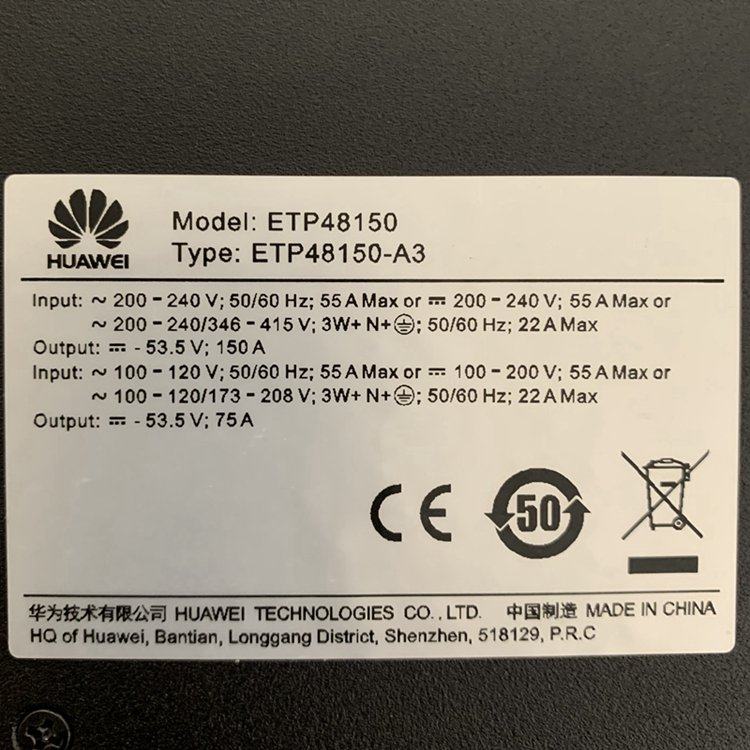 HUAWEI
Model: ETP48150
Type: ETP48150-A3
Input: ~ 200 - 240 V; 50/60 Hz; 55 A Max or ⎓ 200 - 240 V; 55 A Max or
~ 200 - 240/346 - 415 V; 3W+ N+⏚; 50/60 Hz; 22 A Max
Output: ⎓ - 53.5 V; 150 A
Input: ~ 100 - 120 V; 50/60 Hz; 55 A Max or ⎓ 100 - 200 V; 55 A Max or
~ 100 - 120/173 - 208 V; 3W+ N+⏚; 50/60 Hz; 22 A Max
Output: ⎓ - 53.5 V; 75 A
CE 50
华为技术有限公司 HUAWEI TECHNOLOGIES CO., LTD. 中国制造 MADE IN CHINA
HQ of Huawei, Bantian, Longgang District, Shenzhen, 518129, P.R.C